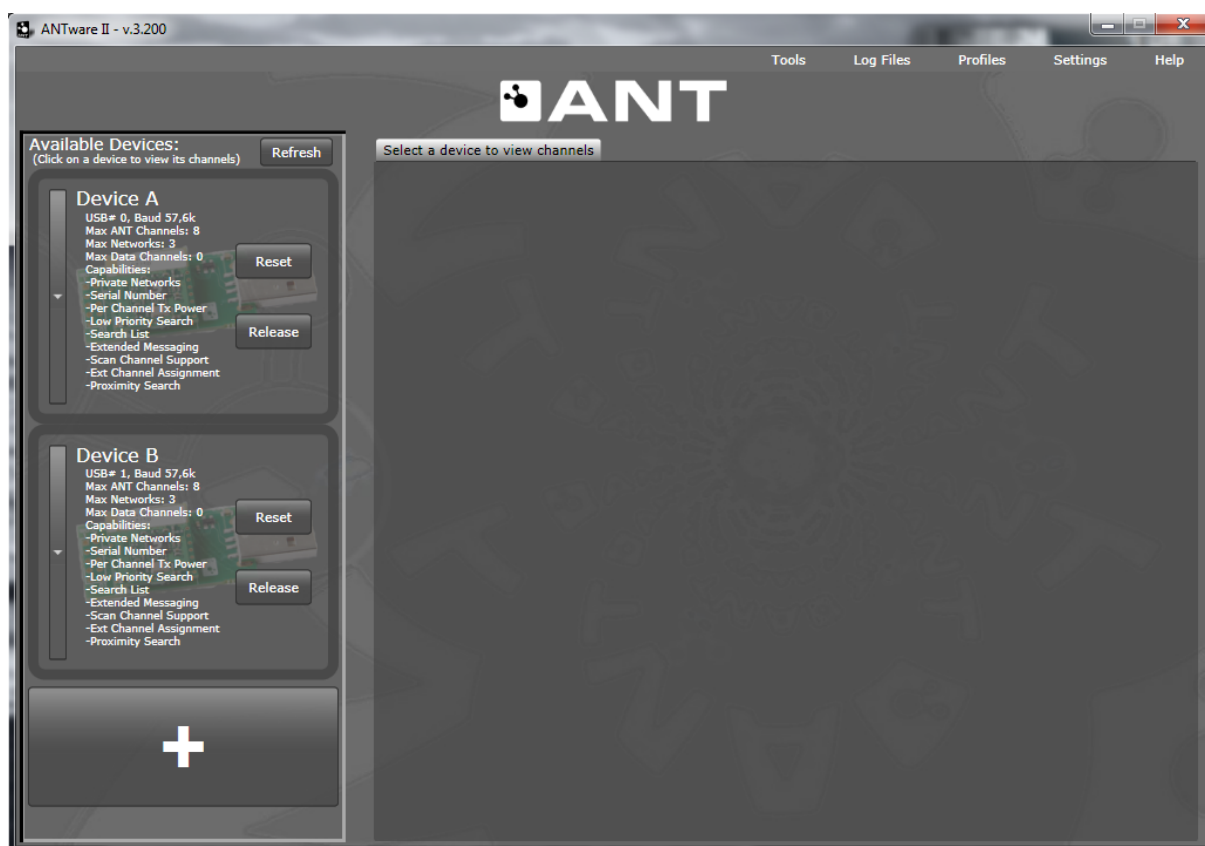 ANTware II - v.3.200
Tools Log Files Profiles Settings Help
ANT
Available Devices:
(Click on a device to view its channels)
Refresh
Select a device to view channels
Device A
USB# 0, Baud 57,6k
Max ANT Channels: 8
Max Networks: 3
Max Data Channels: 0
Capabilities:
-Private Networks
-Serial Number
-Per Channel Tx Power
-Low Priority Search
-Search List
-Extended Messaging
-Scan Channel Support
-Ext Channel Assignment
-Proximity Search
Reset
Release
Device B
USB# 1, Baud 57,6k
Max ANT Channels: 8
Max Networks: 3
Max Data Channels: 0
Capabilities:
-Private Networks
-Serial Number
-Per Channel Tx Power
-Low Priority Search
-Search List
-Extended Messaging
-Scan Channel Support
-Ext Channel Assignment
-Proximity Search
Reset
Release